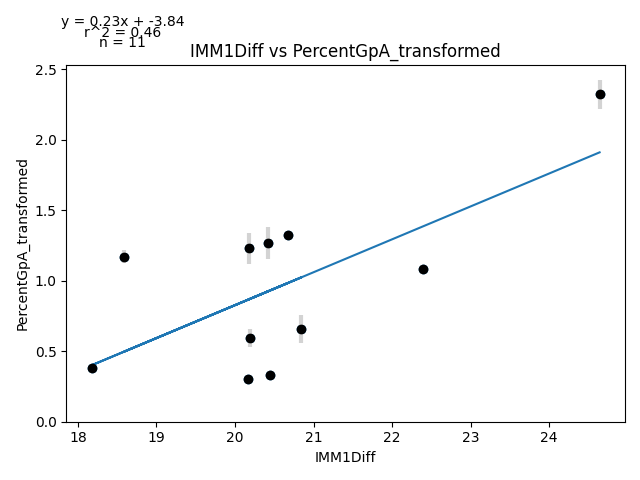 y = 0.23x + -3.84
r^2 = 0.46
n = 11
IMM1Diff vs PercentGpA_transformed
2.5
2.0
1.5
1.0
0.5
0.0
PercentGpA_transformed
18 19 20 21 22 23 24
IMM1Diff